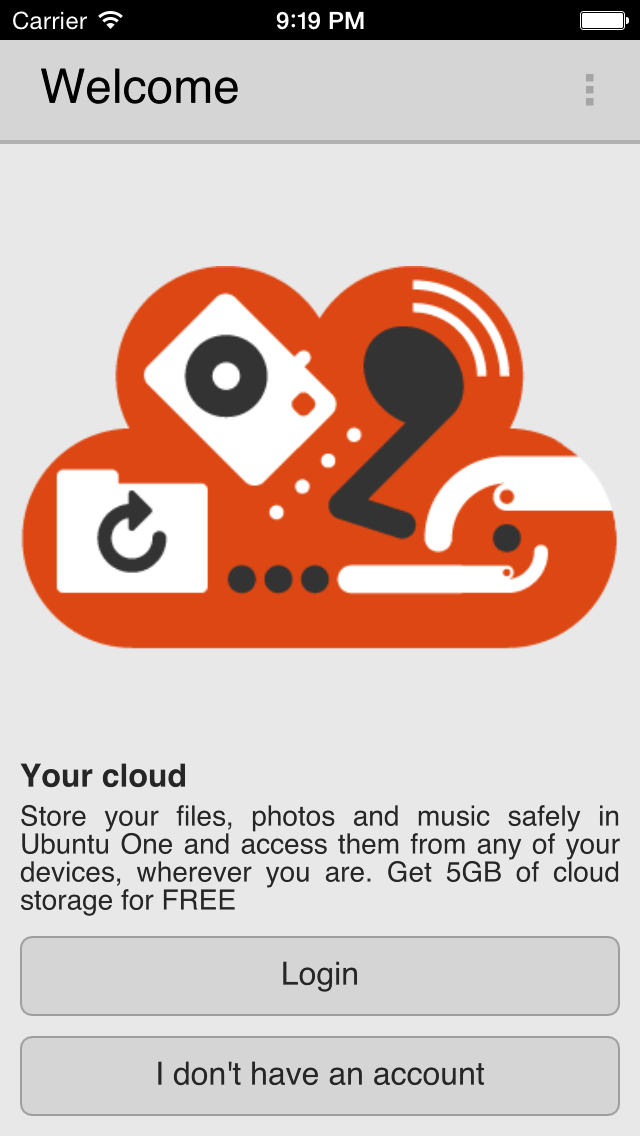 Carrier 9:19 PM
Welcome
Your cloud
Store your files, photos and music safely in
Ubuntu One and access them from any of your
devices, wherever you are. Get 5GB of cloud
storage for FREE
Login
I don't have an account